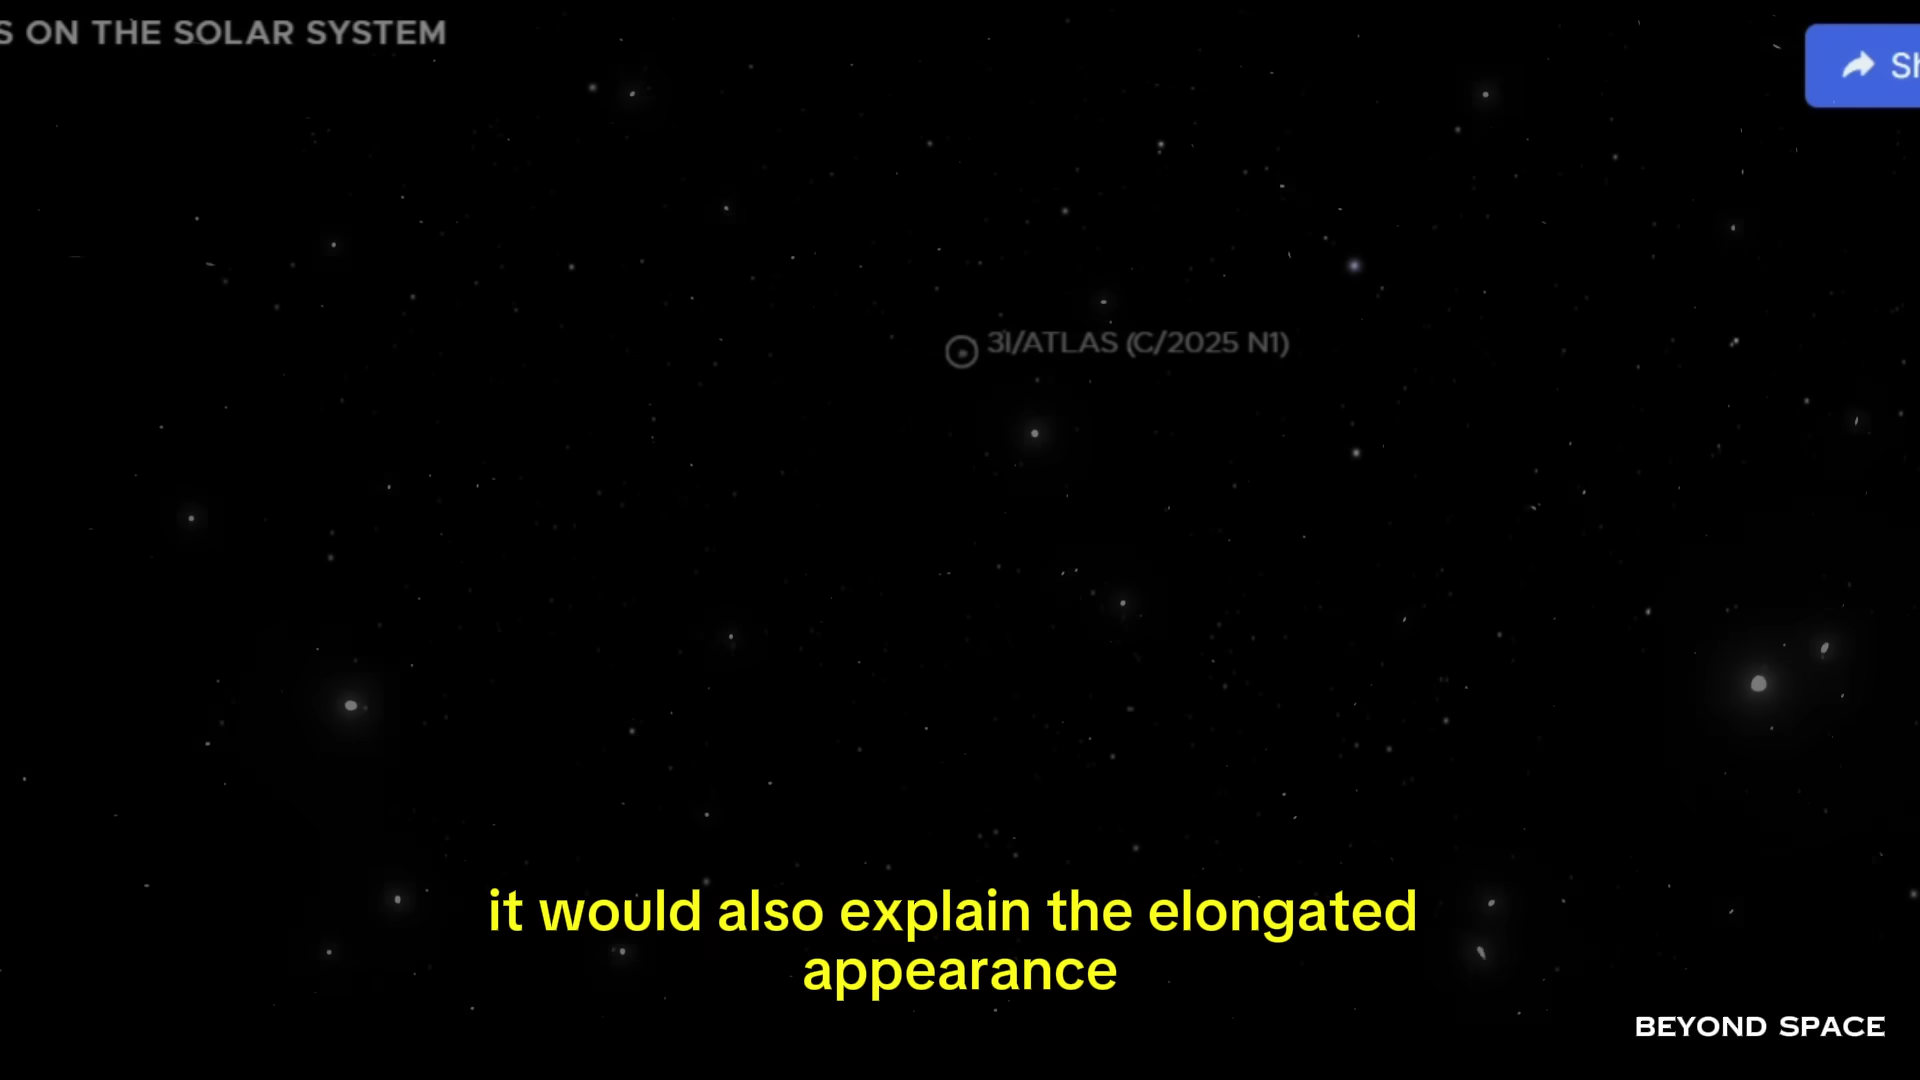 S ON THE SOLAR SYSTEM
Sh
3I/ATLAS (C/2025 N1)
it would also explain the elongated
appearance
BEYOND SPACE